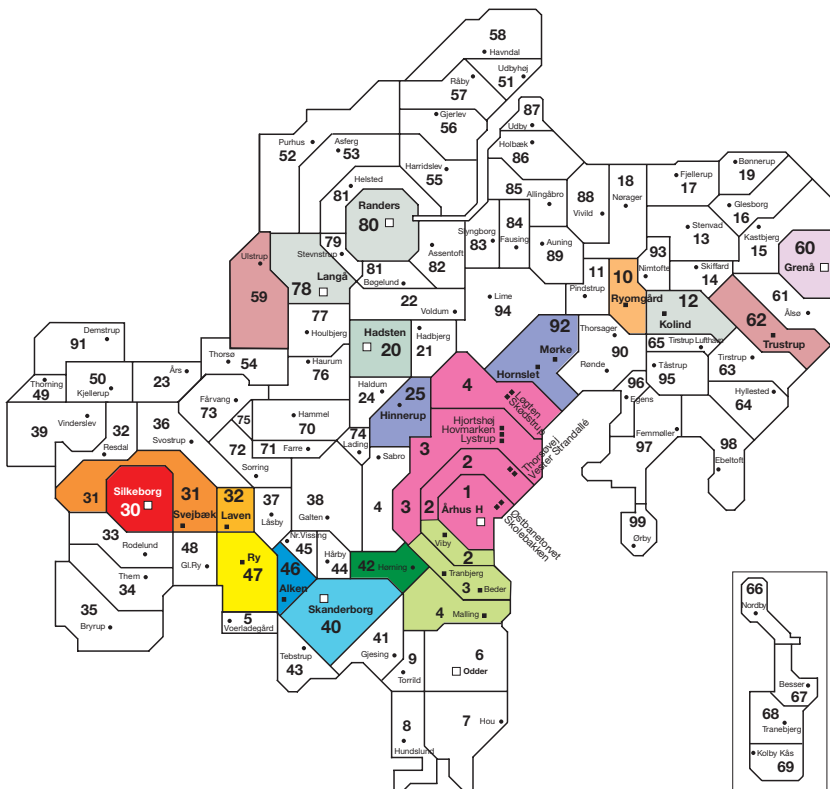 58
Havndal
Udbyhøj
51
Råby
57
Gjerlev
56
87
Udby
Holbæk
86
Purhus
52
Asferg
53
Harridslev
55
Helsted
81
Randers
80
85
Allingåbro
88
Vivild
18
Nørager
Fjellerup
17
Bønnerup
19
Glesborg
16
Stenvad
13
Kastbjerg
15
60
Grenå
84
Fausing
83
Auning
89
93
Nimtofte
Skiffard
14
79
Stevnstrup
Assentoft
82
81
Bøgelund
Ulstrup
59
Langå
78
22
Voldum
Lime
94
11
Pindstrup
10
Ryomgård
12
Kolind
61
Ålsø
62
Trustrup
77
Houlbjerg
Hadsten
20
Hadbjerg
21
92
Mørke
Hornslet
Thorsager
90
Rønde
65
Tirstrup Lufthavn
Tåstrup
95
Tirstrup
63
Hyllested
64
Demstrup
91
Thorsø
54
Haurum
76
Års
23
50
Kjellerup
Thorning
49
Haldum
24
25
Hinnerup
4
Løgten
Skødstrup
96
Egens
Fårvang
73
Hammel
70
75
74
Lading
Hjortshøj
Hovmarken
Lystrup
3
Femmøller
97
98
Ebeltoft
39
Vinderslev
32
Resdal
36
Svostrup
72
71
Farre
Sabro
2
Thorsøvej
Vester Strandallé
Sorring
31
Silkeborg
30
31
Svejbæk
32
Laven
37
Låsby
38
Galten
4
3
2
1
Århus H
Østbanetorvet
Skolebakken
99
Ørby
33
Rodelund
48
Gl.Ry
Ry
47
Nr.Vissing
45
Hårby
44
46
Alken
42
Hørning
Viby
2
Tranbjerg
3
Beder
4
Malling
Them
34
35
Bryrup
5
Voerladegård
Skanderborg
40
Tebstrup
43
41
Gjesing
9
Torrild
6
Odder
7
Hou
8
Hundslund
66
Nordby
Besser
67
68
Tranebjerg
Kolby Kås
69